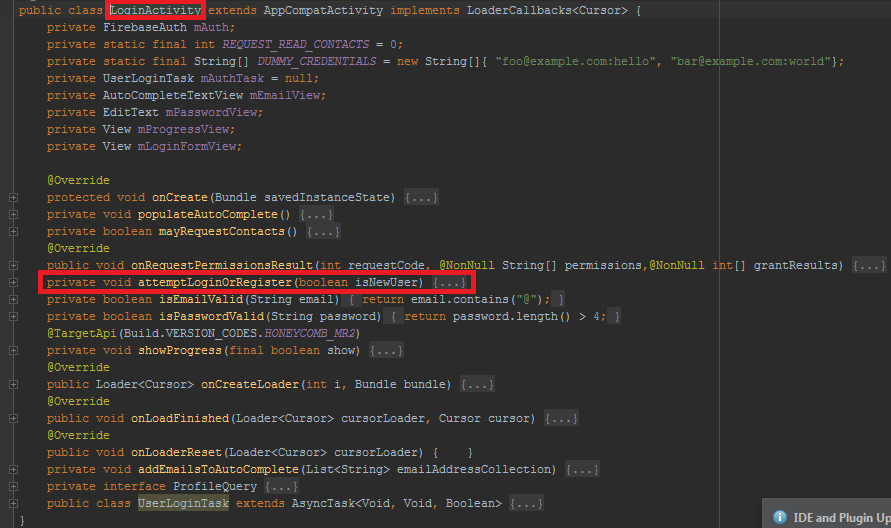 public class LoginActivity extends AppCompatActivity implements LoaderCallbacks<Cursor> {
private FirebaseAuth mAuth;
private static final int REQUEST_READ_CONTACTS = 0;
private static final String[] DUMMY_CREDENTIALS = new String[]{ "foo@example.com:hello", "bar@example.com:world"};
private UserLoginTask mAuthTask = null;
private AutoCompleteTextView mEmailView;
private EditText mPasswordView;
private View mProgressView;
private View mLoginFormView;
@Override
protected void onCreate(Bundle savedInstanceState) {...}
private void populateAutoComplete() {...}
private boolean mayRequestContacts() {...}
@Override
public void onRequestPermissionsResult(int requestCode, @NonNull String[] permissions,@NonNull int[] grantResults) {...}
private void attemptLoginOrRegister(boolean isNewUser) {...}
private boolean isEmailValid(String email) { return email.contains("@"); }
private boolean isPasswordValid(String password) { return password.length() > 4; }
@TargetApi(Build.VERSION_CODES.HONEYCOMB_MR2)
private void showProgress(final boolean show) {...}
@Override
public Loader<Cursor> onCreateLoader(int i, Bundle bundle) {...}
@Override
public void onLoadFinished(Loader<Cursor> cursorLoader, Cursor cursor) {...}
@Override
public void onLoaderReset(Loader<Cursor> cursorLoader) {    }
private void addEmailsToAutoComplete(List<String> emailAddressCollection) {...}
private interface ProfileQuery {...}
public class UserLoginTask extends AsyncTask<Void, Void, Boolean> {...}
}
IDE and Plugin Up